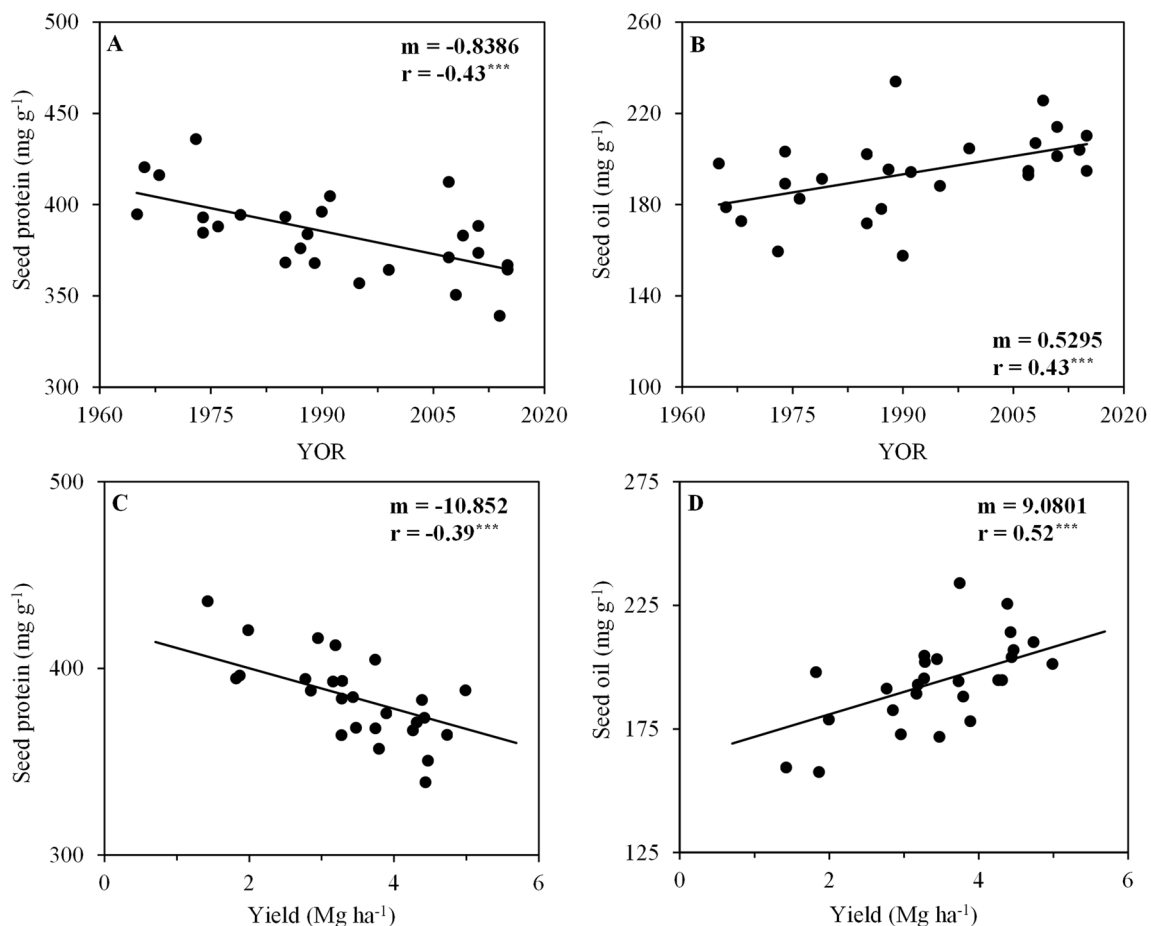 A
m = -0.8386
r = -0.43***
Seed protein (mg g-1)
500
450
400
350
300
1960
1975
1990
2005
2020
YOR
B
m = 0.5295
r = 0.43***
Seed oil (mg g-1)
260
220
180
140
100
1960
1975
1990
2005
2020
YOR
C
m = -10.852
r = -0.39***
Seed protein (mg g-1)
500
400
300
0
2
4
6
Yield (Mg ha-1)
D
m = 9.0801
r = 0.52***
Seed oil (mg g-1)
275
225
175
125
0
2
4
6
Yield (Mg ha-1)